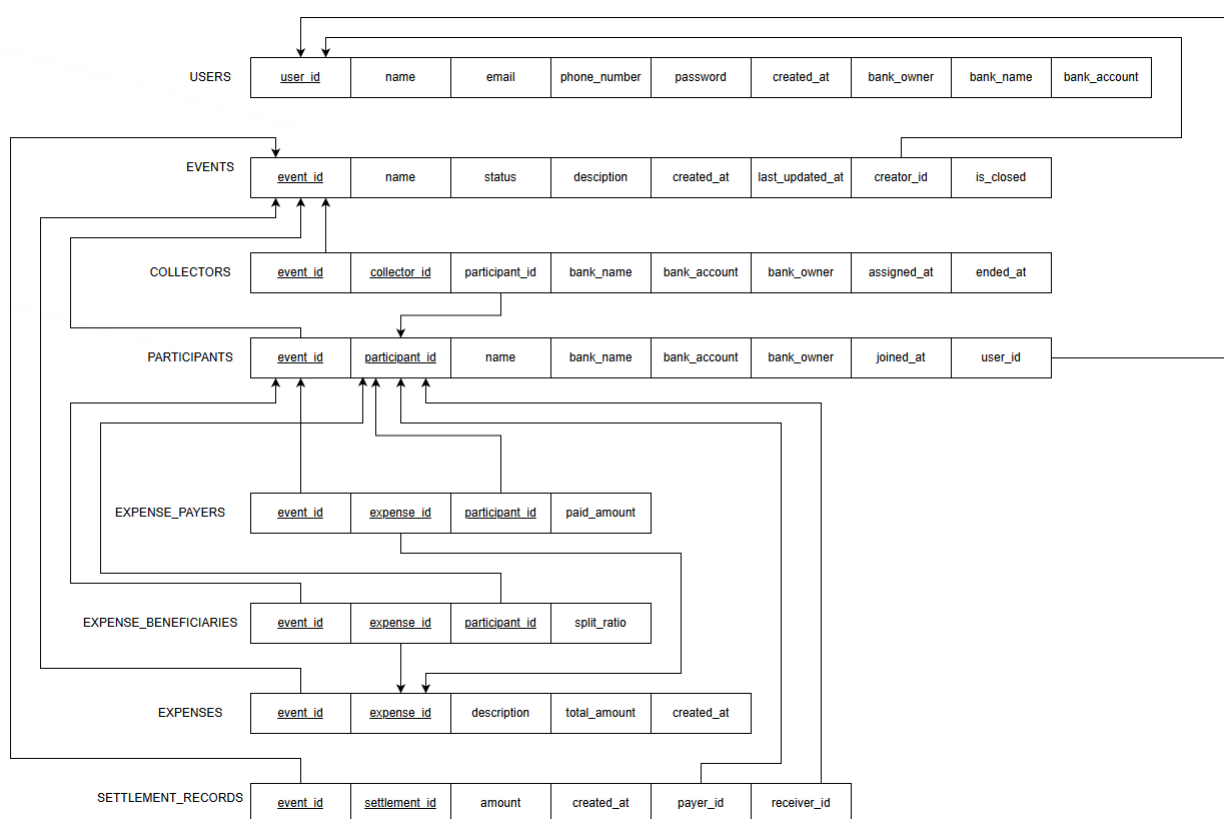 USERS user_id name email phone_number password created_at bank_owner bank_name bank_account
EVENTS event_id name status desciption created_at last_updated_at creator_id is_closed
COLLECTORS event_id collector_id participant_id bank_name bank_account bank_owner assigned_at ended_at
PARTICIPANTS event_id participant_id name bank_name bank_account bank_owner joined_at user_id
EXPENSE_PAYERS event_id expense_id participant_id paid_amount
EXPENSE_BENEFICIARIES event_id expense_id participant_id split_ratio
EXPENSES event_id expense_id description total_amount created_at
SETTLEMENT_RECORDS event_id settlement_id amount created_at payer_id receiver_id